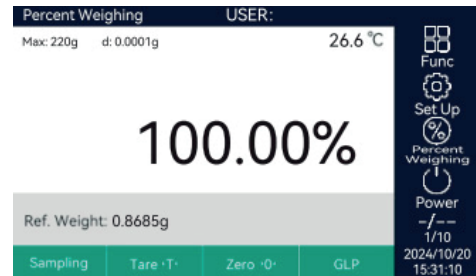 Percent Weighing USER:
Max: 220g d: 0.0001g 26.6 ℃
100.00%
Ref. Weight: 0.8685g
Sampling Tare ·T· Zero ·0· GLP
Func
Set Up
Percent
Weighing
Power
-/--
1/10
2024/10/20
15:31:10